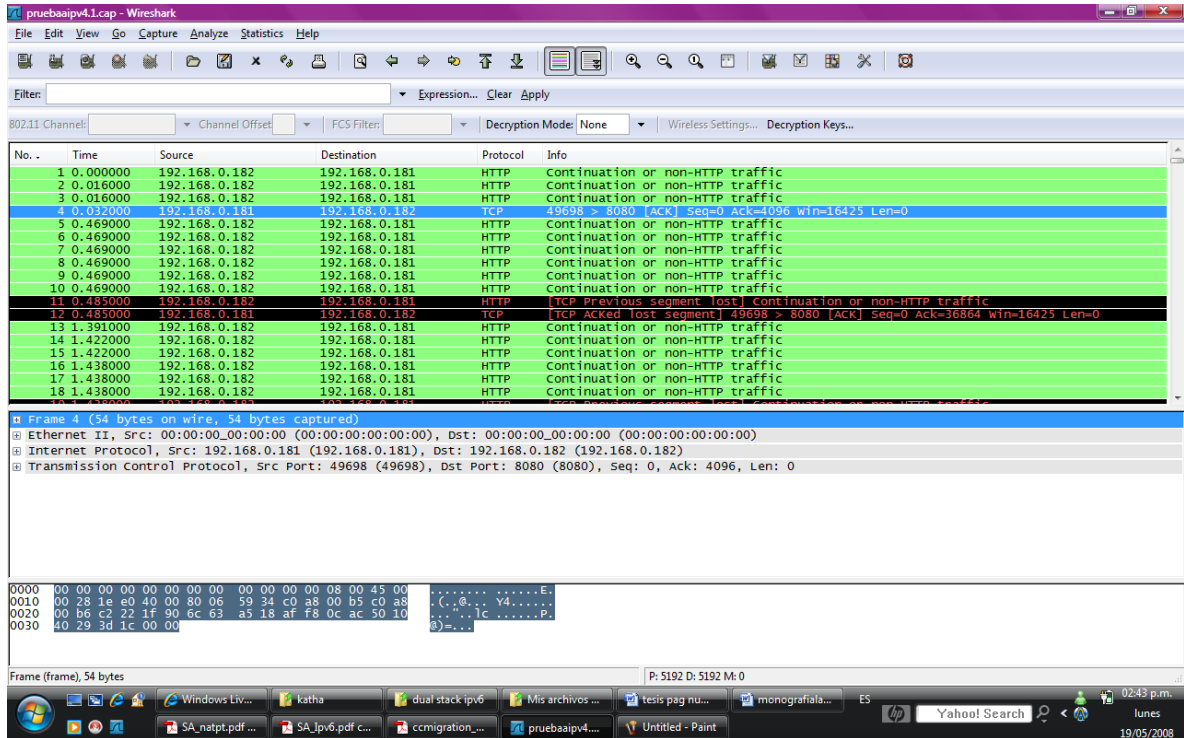 pruebaaipv4.1.cap - Wireshark
File Edit View Go Capture Analyze Statistics Help
Filter: Expression... Clear Apply
802.11 Channel: Channel Offset: FCS Filter: Decryption Mode: None Wireless Settings... Decryption Keys...
No. . Time Source Destination Protocol Info
1 0.000000 192.168.0.182 192.168.0.181 HTTP Continuation or non-HTTP traffic
2 0.016000 192.168.0.182 192.168.0.181 HTTP Continuation or non-HTTP traffic
3 0.016000 192.168.0.182 192.168.0.181 HTTP Continuation or non-HTTP traffic
4 0.032000 192.168.0.181 192.168.0.182 TCP 49698 > 8080 [ACK] Seq=0 Ack=4096 Win=16425 Len=0
5 0.469000 192.168.0.182 192.168.0.181 HTTP Continuation or non-HTTP traffic
6 0.469000 192.168.0.182 192.168.0.181 HTTP Continuation or non-HTTP traffic
7 0.469000 192.168.0.182 192.168.0.181 HTTP Continuation or non-HTTP traffic
8 0.469000 192.168.0.182 192.168.0.181 HTTP Continuation or non-HTTP traffic
9 0.469000 192.168.0.182 192.168.0.181 HTTP Continuation or non-HTTP traffic
10 0.469000 192.168.0.182 192.168.0.181 HTTP Continuation or non-HTTP traffic
11 0.485000 192.168.0.182 192.168.0.181 HTTP [TCP Previous segment lost] Continuation or non-HTTP traffic
12 0.485000 192.168.0.181 192.168.0.182 TCP [TCP ACKed lost segment] 49698 > 8080 [ACK] Seq=0 Ack=36864 Win=16425 Len=0
13 1.391000 192.168.0.182 192.168.0.181 HTTP Continuation or non-HTTP traffic
14 1.422000 192.168.0.182 192.168.0.181 HTTP Continuation or non-HTTP traffic
15 1.422000 192.168.0.182 192.168.0.181 HTTP Continuation or non-HTTP traffic
16 1.438000 192.168.0.182 192.168.0.181 HTTP Continuation or non-HTTP traffic
17 1.438000 192.168.0.182 192.168.0.181 HTTP Continuation or non-HTTP traffic
18 1.438000 192.168.0.182 192.168.0.181 HTTP Continuation or non-HTTP traffic
19 1.438000 192.168.0.182 192.168.0.181 HTTP [TCP Previous segment lost] Continuation or non-HTTP traffic
Frame 4 (54 bytes on wire, 54 bytes captured)
Ethernet II, Src: 00:00:00_00:00:00 (00:00:00:00:00:00), Dst: 00:00:00_00:00:00 (00:00:00:00:00:00)
Internet Protocol, Src: 192.168.0.181 (192.168.0.181), Dst: 192.168.0.182 (192.168.0.182)
Transmission Control Protocol, Src Port: 49698 (49698), Dst Port: 8080 (8080), Seq: 0, Ack: 4096, Len: 0
0000 00 00 00 00 00 00 00 00 00 00 00 00 08 00 45 00 ........ ......E.
0010 00 28 1e e0 40 00 80 06 59 34 c0 a8 00 b5 c0 a8 .(..@... Y4......
0020 00 b6 c2 22 1f 90 6c 63 a5 18 af f8 0c ac 50 10 ..."..lc ......P.
0030 40 29 3d 1c 00 00 @)=...
Frame (frame), 54 bytes P: 5192 D: 5192 M: 0
Windows Liv... katha dual stack ipv6 Mis archivos ... tesis pag nu... monografiala... ES 02:43 p.m.
hp Yahoo! Search lunes
SA_natpt.pdf ... SA_Ipv6.pdf c... ccmigration_... pruebaaipv4.... Untitled - Paint 19/05/2008